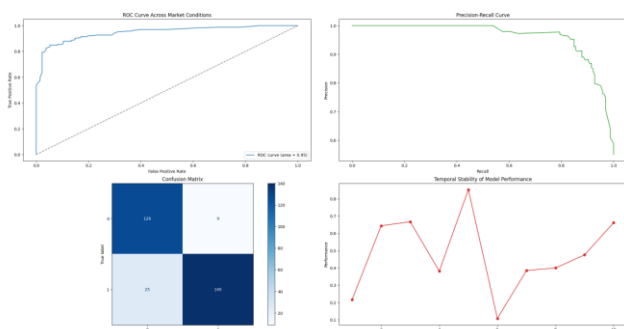 ROC Curve Across Market Conditions
1.0
0.8
0.6
0.4
0.2
0.0
True Positive Rate
0.0 0.2 0.4 0.6 0.8 1.0
False Positive Rate
ROC curve (area = 0.95)
Precision-Recall Curve
1.0
0.9
0.8
0.7
0.6
Precision
0.0 0.2 0.4 0.6 0.8 1.0
Recall
Confusion Matrix
True label
0
1
9
25
140
120
100
80
60
40
20
Temporal Stability of Model Performance
0.9
0.8
0.7
0.6
0.5
0.4
0.3
0.2
0.1
Performance